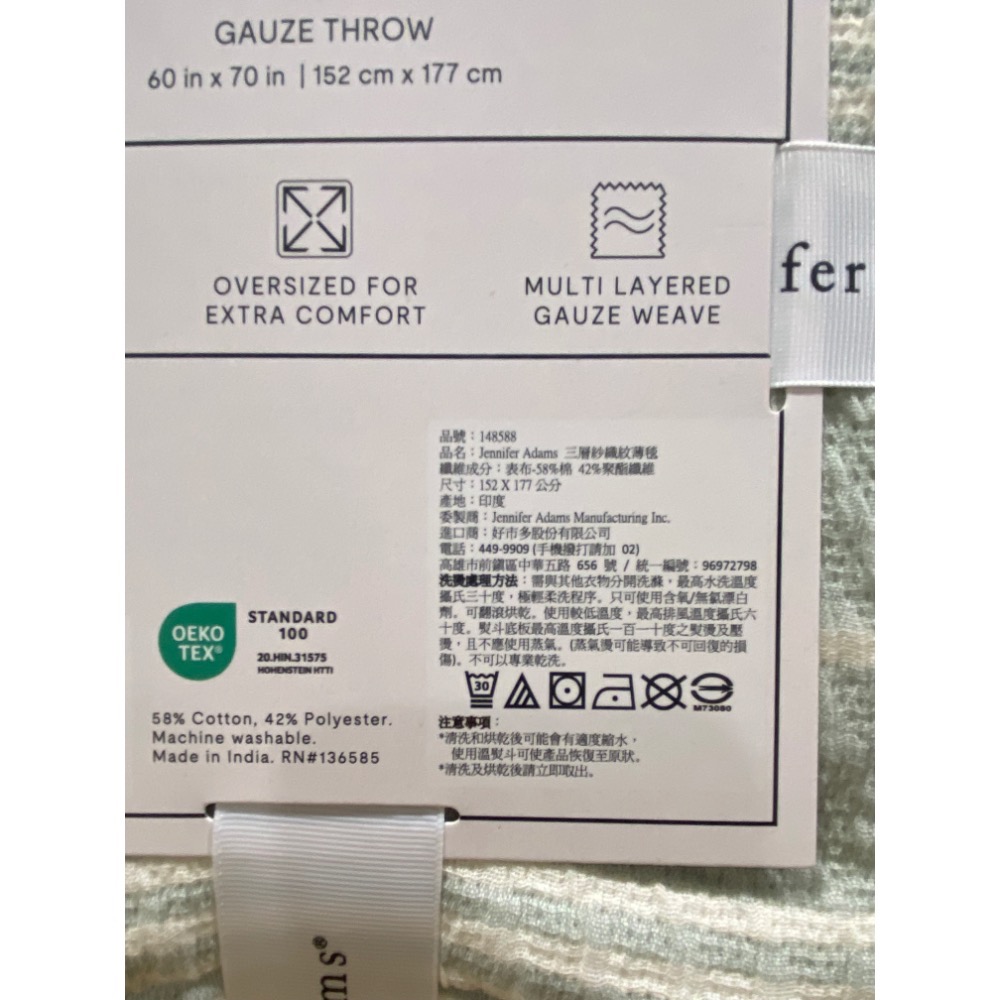 GAUZE THROW
60 in x 70 in | 152 cm x 177 cm
OVERSIZED FOR
EXTRA COMFORT
MULTI LAYERED
GAUZE WEAVE
fer
品號：148588
品名：Jennifer Adams 三層紗織紋薄毯
纖維成分：表布-58%棉 42%聚酯纖維
尺寸：152 X 177 公分
產地：印度
委製商：Jennifer Adams Manufacturing Inc.
進口商：好市多股份有限公司
電話：449-9909 (手機撥打請加 02)
高雄市前鎮區中華五路 656 號 / 統一編號：96972798
洗燙處理方法：需與其他衣物分開洗滌，最高水洗溫度
攝氏三十度，極輕柔洗程序。只可使用含氧/無氯漂白
劑。可翻滾烘乾。使用較低溫度，最高排風溫度攝氏六
十度。熨斗底板最高溫度攝氏一百一十度之熨燙及壓
燙，且不應使用蒸氣。(蒸氣燙可能導致不可回復的損
傷)。不可以專業乾洗。
30
M73080
注意事項：
*清洗和烘乾後可能會有適度縮水，
使用溫熨斗可使產品恢復至原狀。
*清洗及烘乾後請立即取出。
OEKO
TEX®
STANDARD
100
20.HIN.31575
HOHENSTEIN HTTI
58% Cotton, 42% Polyester.
Machine washable.
Made in India. RN#136585
ms®